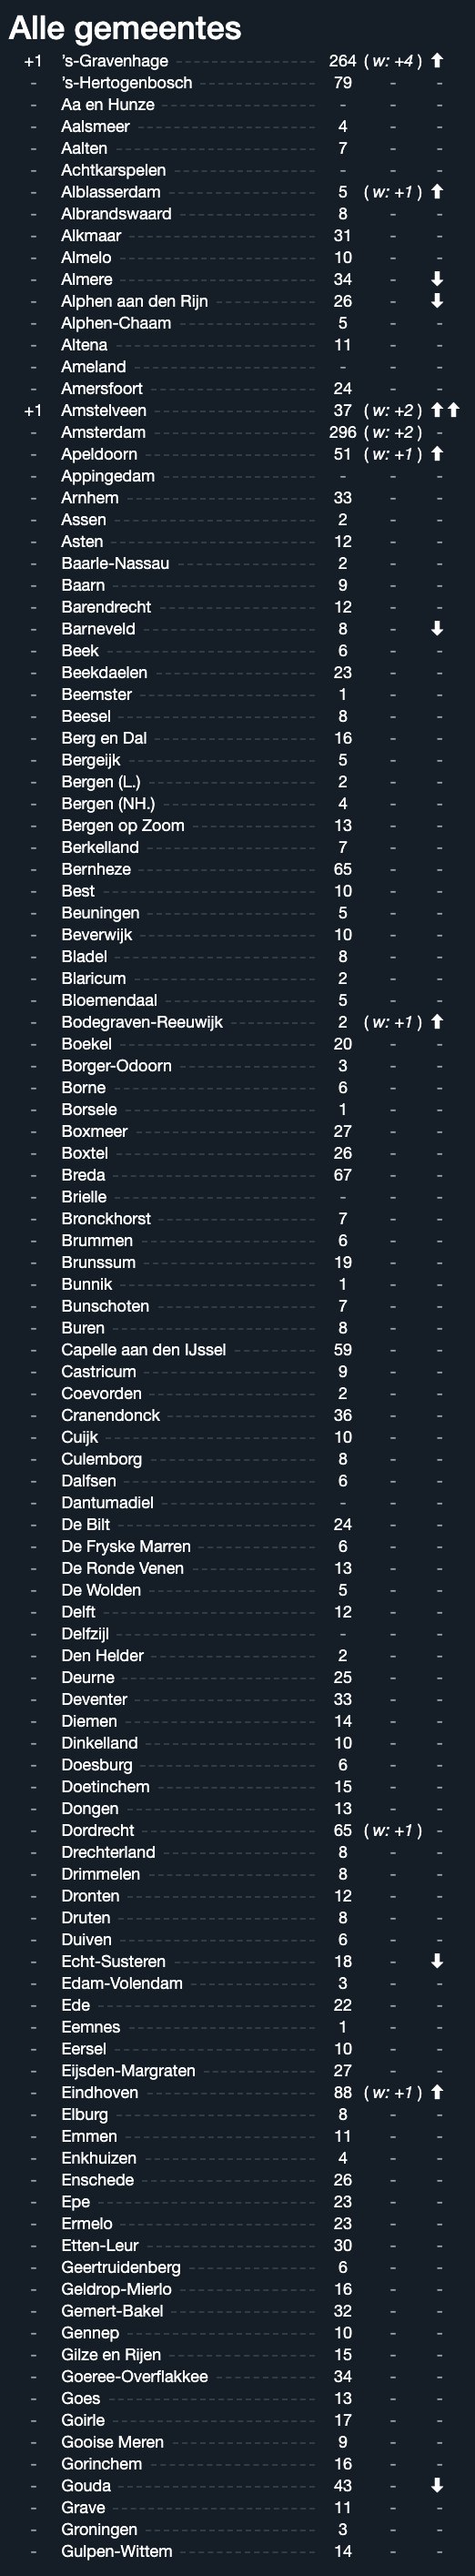 Alle gemeentes
+1 's-Gravenhage 264 ( w: +4 ) ⬆
- 's-Hertogenbosch 79 - -
- Aa en Hunze - - -
- Aalsmeer 4 - -
- Aalten 7 - -
- Achtkarspelen - - -
- Alblasserdam 5 ( w: +1 ) ⬆
- Albrandswaard 8 - -
- Alkmaar 31 - -
- Almelo 10 - -
- Almere 34 - ⬇
- Alphen aan den Rijn 26 - ⬇
- Alphen-Chaam 5 - -
- Altena 11 - -
- Ameland - - -
- Amersfoort 24 - -
+1 Amstelveen 37 ( w: +2 ) ⬆⬆
- Amsterdam 296 ( w: +2 ) -
- Apeldoorn 51 ( w: +1 ) ⬆
- Appingedam - - -
- Arnhem 33 - -
- Assen 2 - -
- Asten 12 - -
- Baarle-Nassau 2 - -
- Baarn 9 - -
- Barendrecht 12 - -
- Barneveld 8 - ⬇
- Beek 6 - -
- Beekdaelen 23 - -
- Beemster 1 - -
- Beesel 8 - -
- Berg en Dal 16 - -
- Bergeijk 5 - -
- Bergen (L.) 2 - -
- Bergen (NH.) 4 - -
- Bergen op Zoom 13 - -
- Berkelland 7 - -
- Bernheze 65 - -
- Best 10 - -
- Beuningen 5 - -
- Beverwijk 10 - -
- Bladel 8 - -
- Blaricum 2 - -
- Bloemendaal 5 - -
- Bodegraven-Reeuwijk 2 ( w: +1 ) ⬆
- Boekel 20 - -
- Borger-Odoorn 3 - -
- Borne 6 - -
- Borsele 1 - -
- Boxmeer 27 - -
- Boxtel 26 - -
- Breda 67 - -
- Brielle - - -
- Bronckhorst 7 - -
- Brummen 6 - -
- Brunssum 19 - -
- Bunnik 1 - -
- Bunschoten 7 - -
- Buren 8 - -
- Capelle aan den IJssel 59 - -
- Castricum 9 - -
- Coevorden 2 - -
- Cranendonck 36 - -
- Cuijk 10 - -
- Culemborg 8 - -
- Dalfsen 6 - -
- Dantumadiel - - -
- De Bilt 24 - -
- De Fryske Marren 6 - -
- De Ronde Venen 13 - -
- De Wolden 5 - -
- Delft 12 - -
- Delfzijl - - -
- Den Helder 2 - -
- Deurne 25 - -
- Deventer 33 - -
- Diemen 14 - -
- Dinkelland 10 - -
- Doesburg 6 - -
- Doetinchem 15 - -
- Dongen 13 - -
- Dordrecht 65 ( w: +1 ) -
- Drechterland 8 - -
- Drimmelen 8 - -
- Dronten 12 - -
- Druten 8 - -
- Duiven 6 - -
- Echt-Susteren 18 - ⬇
- Edam-Volendam 3 - -
- Ede 22 - -
- Eemnes 1 - -
- Eersel 10 - -
- Eijsden-Margraten 27 - -
- Eindhoven 88 ( w: +1 ) ⬆
- Elburg 8 - -
- Emmen 11 - -
- Enkhuizen 4 - -
- Enschede 26 - -
- Epe 23 - -
- Ermelo 23 - -
- Etten-Leur 30 - -
- Geertruidenberg 6 - -
- Geldrop-Mierlo 16 - -
- Gemert-Bakel 32 - -
- Gennep 10 - -
- Gilze en Rijen 15 - -
- Goeree-Overflakkee 34 - -
- Goes 13 - -
- Goirle 17 - -
- Gooise Meren 9 - -
- Gorinchem 16 - -
- Gouda 43 - ⬇
- Grave 11 - -
- Groningen 3 - -
- Gulpen-Wittem 14 - -